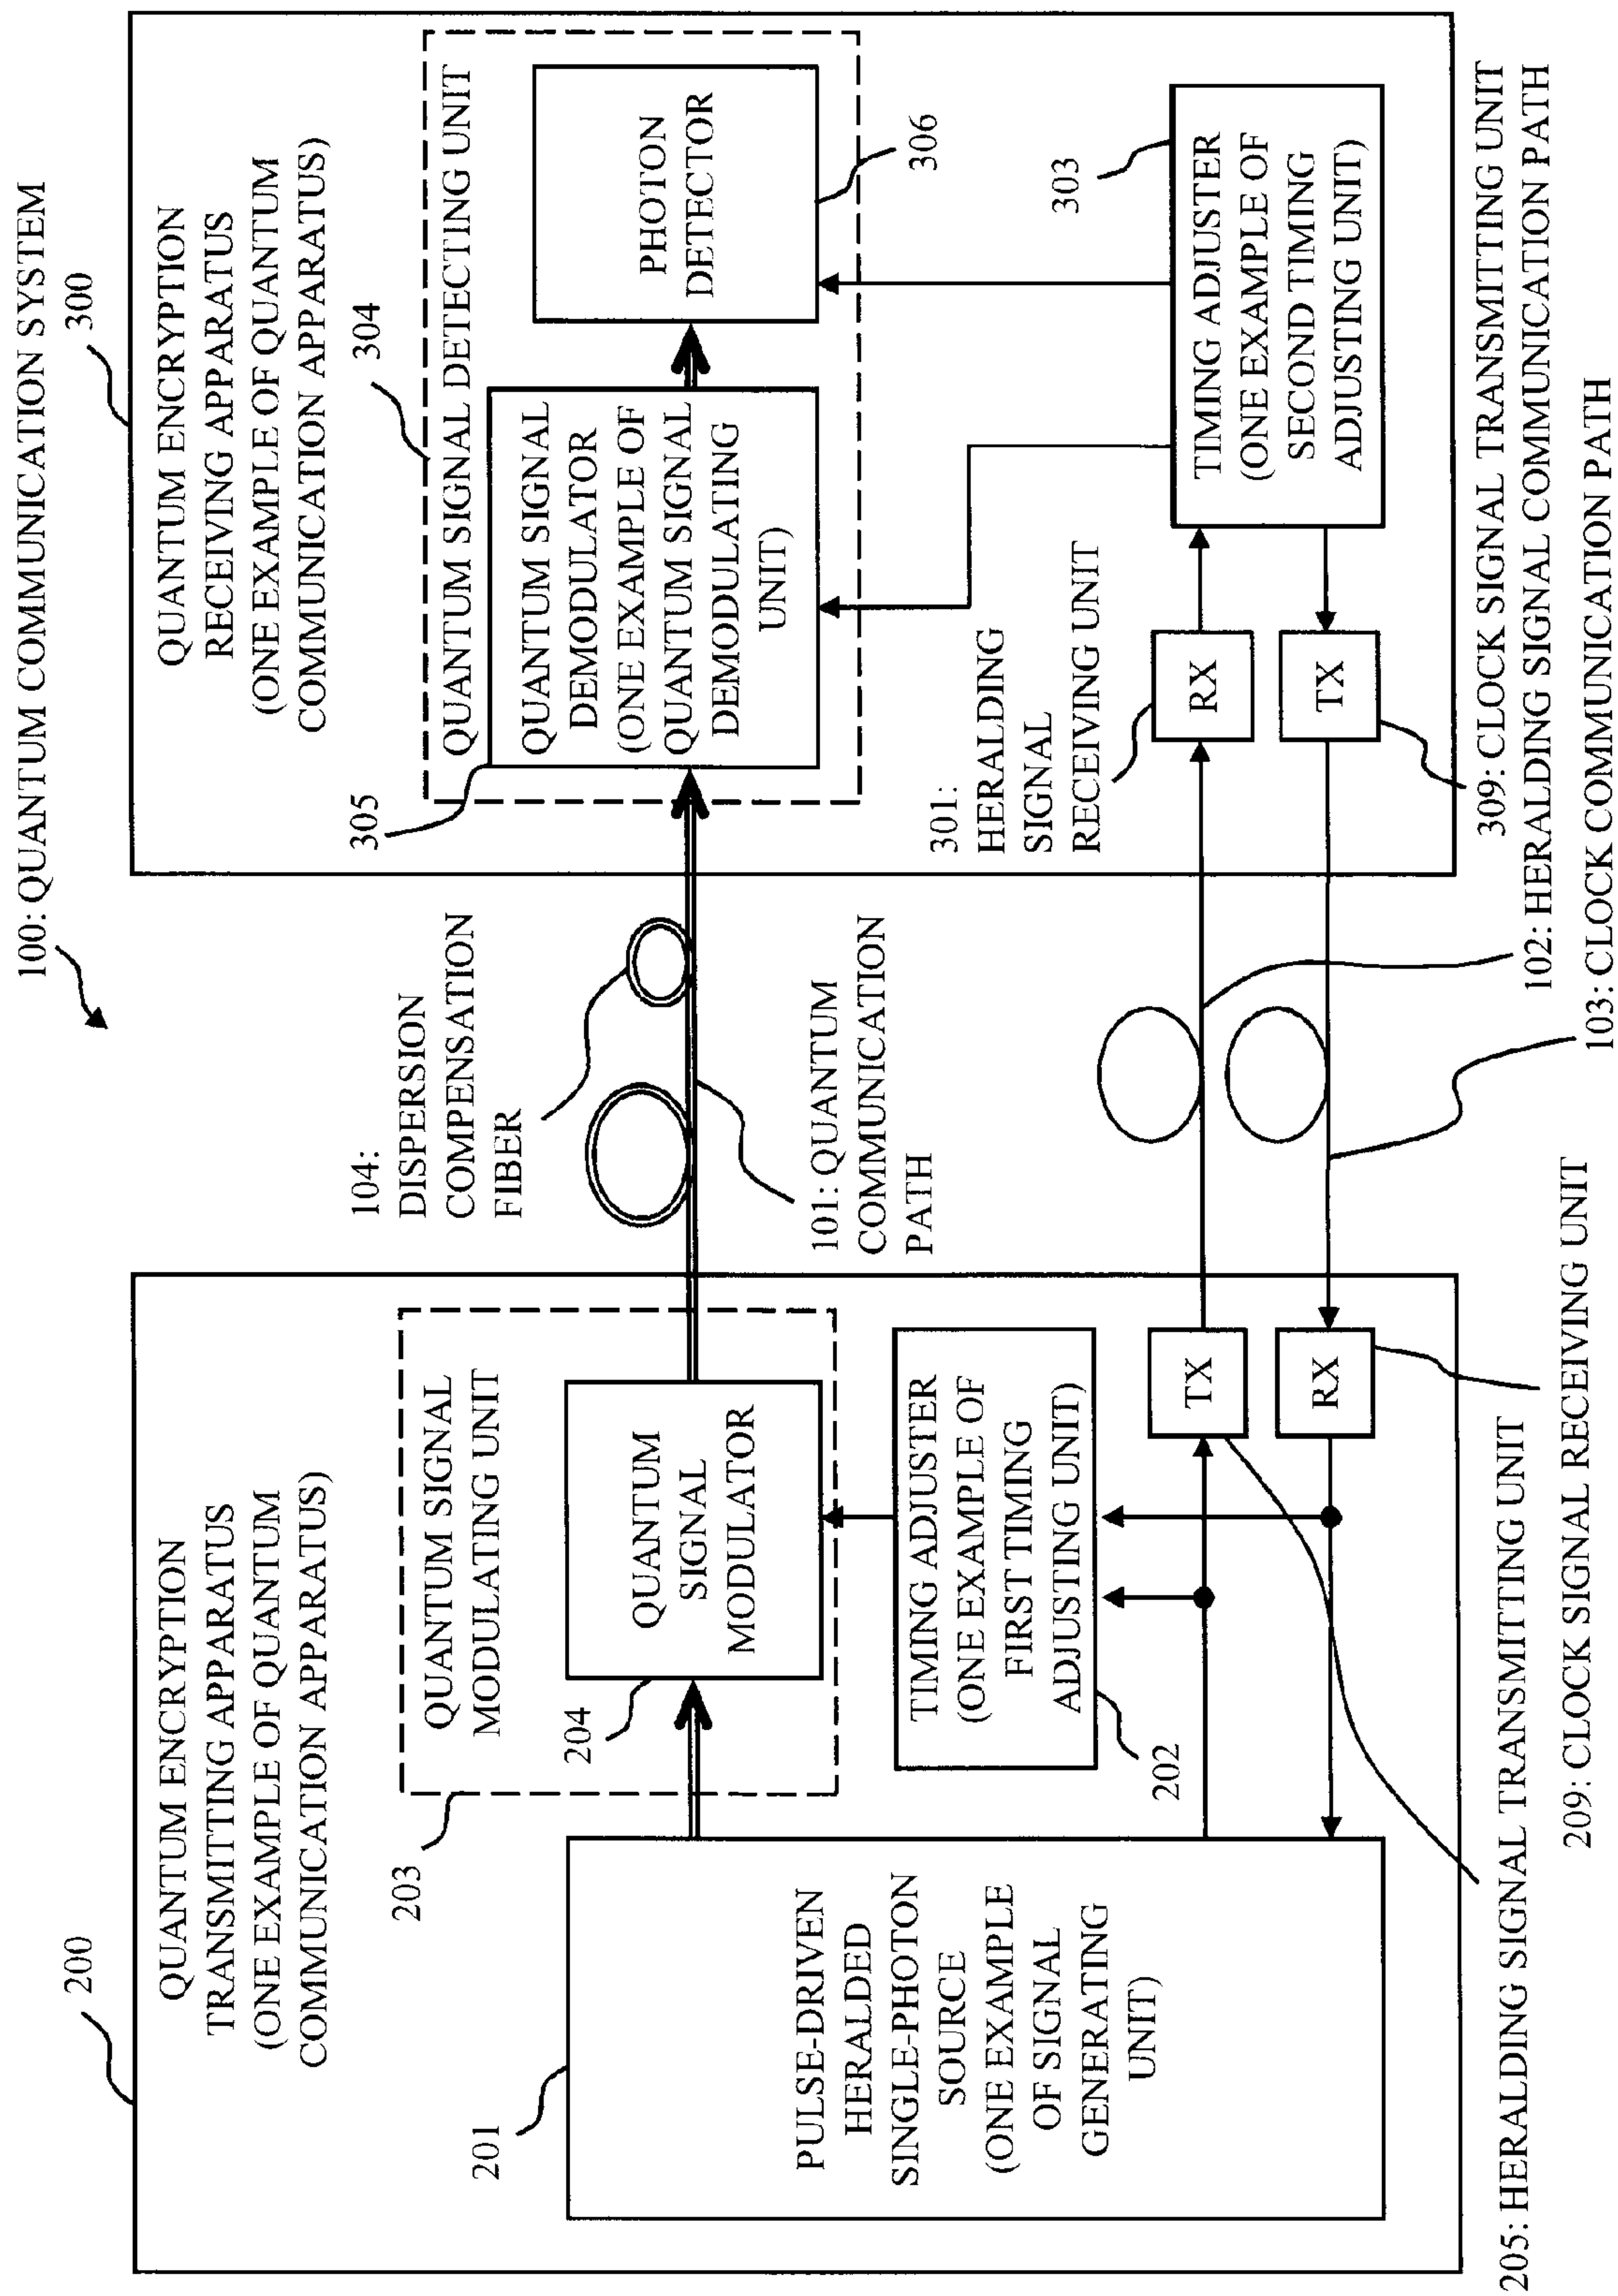 100: QUANTUM COMMUNICATION SYSTEM
200
QUANTUM ENCRYPTION
TRANSMITTING APPARATUS
(ONE EXAMPLE OF QUANTUM
COMMUNICATION APPARATUS)
201
PULSE-DRIVEN
HERALDED
SINGLE-PHOTON
SOURCE
(ONE EXAMPLE
OF SIGNAL
GENERATING
UNIT)
203
QUANTUM SIGNAL
MODULATING UNIT
204
QUANTUM
SIGNAL
MODULATOR
202
TIMING ADJUSTER
(ONE EXAMPLE OF
FIRST TIMING
ADJUSTING UNIT)
TX
RX
205: HERALDING SIGNAL TRANSMITTING UNIT
209: CLOCK SIGNAL RECEIVING UNIT
104:
DISPERSION
COMPENSATION
FIBER
101: QUANTUM
COMMUNICATION
PATH
300
QUANTUM ENCRYPTION
RECEIVING APPARATUS
(ONE EXAMPLE OF QUANTUM
COMMUNICATION APPARATUS)
304
QUANTUM SIGNAL DETECTING UNIT
305
QUANTUM SIGNAL
DEMODULATOR
(ONE EXAMPLE OF
QUANTUM SIGNAL
DEMODULATING
UNIT)
PHOTON
DETECTOR
306
301:
HERALDING
SIGNAL
RECEIVING UNIT
RX
TX
303
TIMING ADJUSTER
(ONE EXAMPLE OF
SECOND TIMING
ADJUSTING UNIT)
309: CLOCK SIGNAL TRANSMITTING UNIT
102: HERALDING SIGNAL COMMUNICATION PATH
103: CLOCK COMMUNICATION PATH